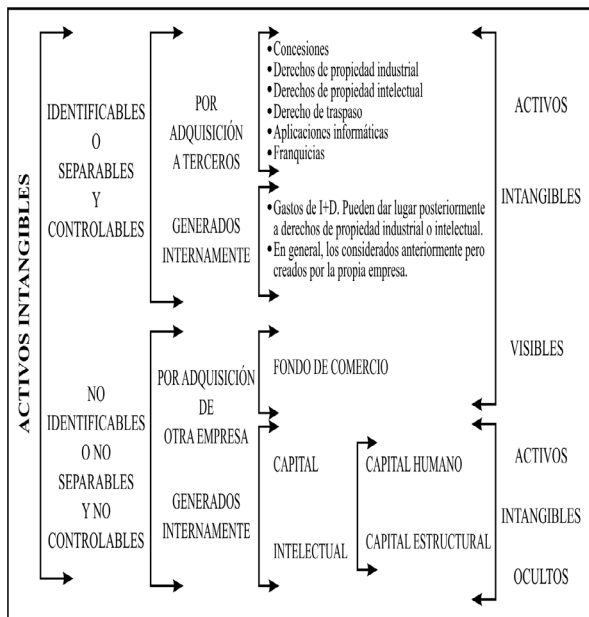 ACTIVOS INTANGIBLES
IDENTIFICABLES
O
SEPARABLES
Y
CONTROLABLES
POR
ADQUISICIÓN
A TERCEROS
• Concesiones
• Derechos de propiedad industrial
• Derechos de propiedad intelectual
• Derecho de traspaso
• Aplicaciones informáticas
• Franquicias
GENERADOS
INTERNAMENTE
• Gastos de I+D. Pueden dar lugar posteriormente
a derechos de propiedad industrial o intelectual.
• En general, los considerados anteriormente pero
creados por la propia empresa.
NO
IDENTIFICABLES
O NO
SEPARABLES
Y NO
CONTROLABLES
POR ADQUISICIÓN
DE
OTRA EMPRESA
FONDO DE COMERCIO
GENERADOS
INTERNAMENTE
CAPITAL
INTELECTUAL
CAPITAL HUMANO
CAPITAL ESTRUCTURAL
ACTIVOS
INTANGIBLES
VISIBLES
ACTIVOS
INTANGIBLES
OCULTOS